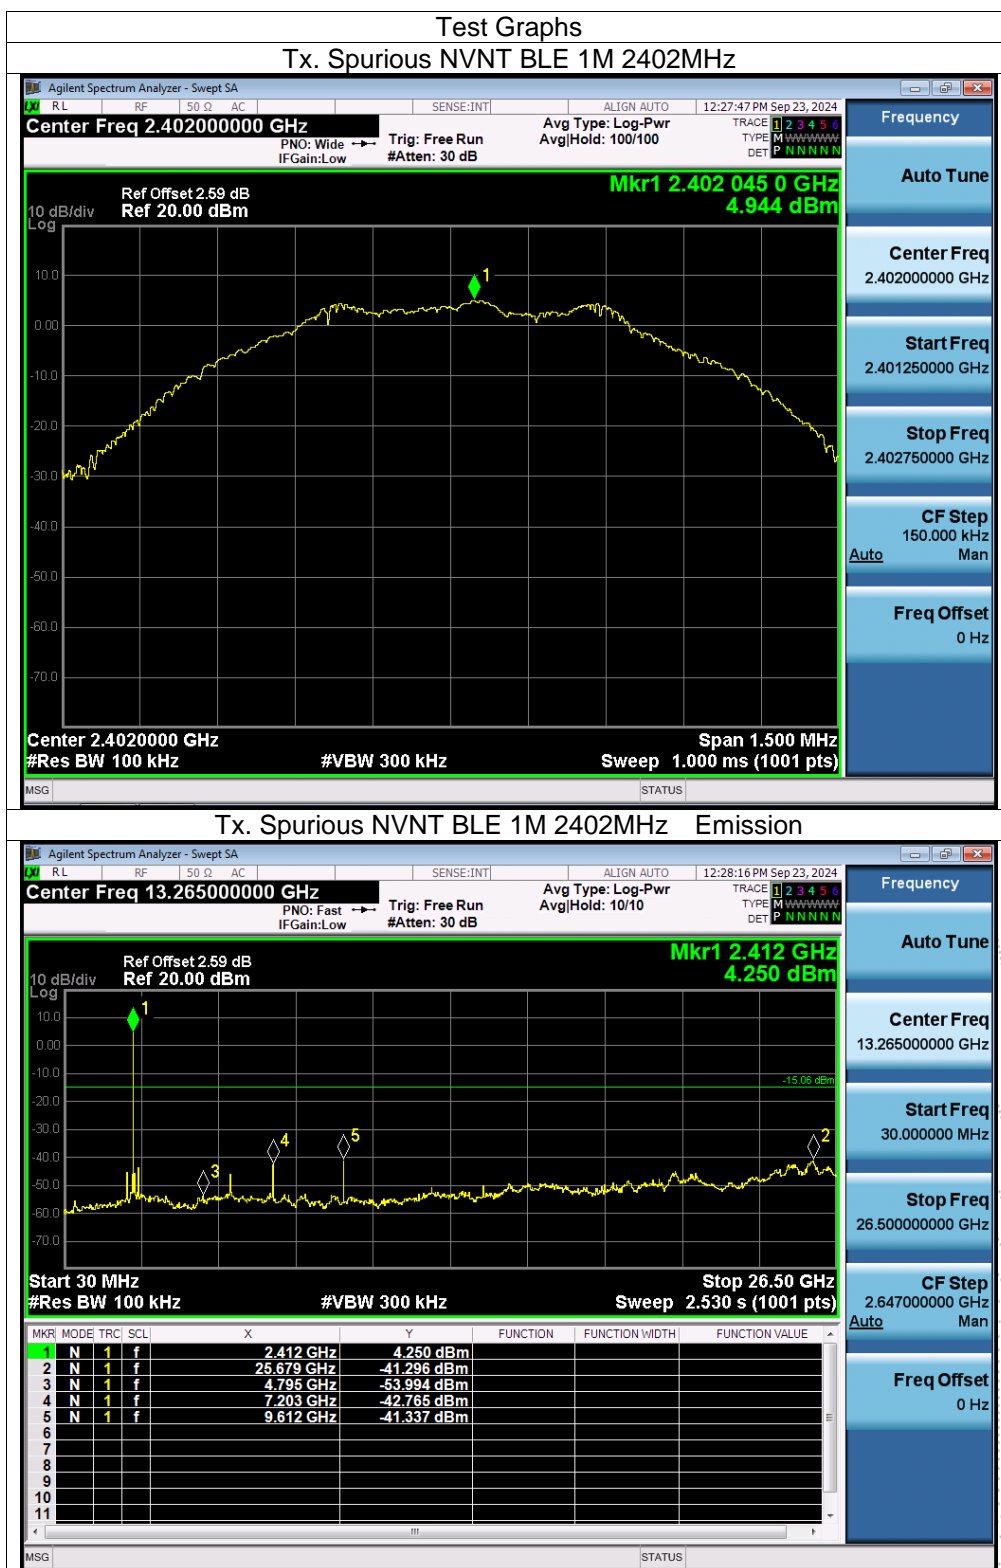 Test Graphs
Tx. Spurious NVNT BLE 1M 2402MHz
Agilent Spectrum Analyzer - Swept SA
LXI RL RF 50 Ω AC SENSE:INT ALIGN AUTO 12:27:47 PM Sep 23, 2024
Center Freq 2.402000000 GHz
PNO: Wide
IFGain:Low
Trig: Free Run
#Atten: 30 dB
Avg Type: Log-Pwr
Avg|Hold: 100/100
TRACE 1 2 3 4 5 6
TYPE M WWWWW
DET P N N N N N
Frequency
Auto Tune
Center Freq
2.402000000 GHz
Start Freq
2.401250000 GHz
Stop Freq
2.402750000 GHz
CF Step
150.000 kHz
Auto Man
Freq Offset
0 Hz
Mkr1 2.402 045 0 GHz
4.944 dBm
Ref Offset 2.59 dB
10 dB/div Ref 20.00 dBm
Log
1
10.0
0.00
-10.0
-20.0
-30.0
-40.0
-50.0
-60.0
-70.0
Center 2.4020000 GHz Span 1.500 MHz
#Res BW 100 kHz #VBW 300 kHz Sweep 1.000 ms (1001 pts)
MSG STATUS
Tx. Spurious NVNT BLE 1M 2402MHz Emission
Agilent Spectrum Analyzer - Swept SA
LXI RL RF 50 Ω AC SENSE:INT ALIGN AUTO 12:28:16 PM Sep 23, 2024
Center Freq 13.265000000 GHz
PNO: Fast
IFGain:Low
Trig: Free Run
#Atten: 30 dB
Avg Type: Log-Pwr
Avg|Hold: 10/10
TRACE 1 2 3 4 5 6
TYPE M WWWWW
DET P N N N N N
Frequency
Auto Tune
Center Freq
13.265000000 GHz
Start Freq
30.000000 MHz
Stop Freq
26.500000000 GHz
CF Step
2.647000000 GHz
Auto Man
Freq Offset
0 Hz
Mkr1 2.412 GHz
4.250 dBm
Ref Offset 2.59 dB
10 dB/div Ref 20.00 dBm
Log
10.0
0.00
-10.0
-20.0
-30.0
-40.0
-50.0
-60.0
-70.0
1
-15.06 dBm
4
5
2
3
Start 30 MHz Stop 26.50 GHz
#Res BW 100 kHz #VBW 300 kHz Sweep 2.530 s (1001 pts)
MKR MODE TRC SCL X Y FUNCTION FUNCTION WIDTH FUNCTION VALUE
1 N 1 f 2.412 GHz 4.250 dBm
2 N 1 f 25.679 GHz -41.296 dBm
3 N 1 f 4.795 GHz -53.994 dBm
4 N 1 f 7.203 GHz -42.765 dBm
5 N 1 f 9.612 GHz -41.337 dBm
6
7
8
9
10
11
MSG STATUS